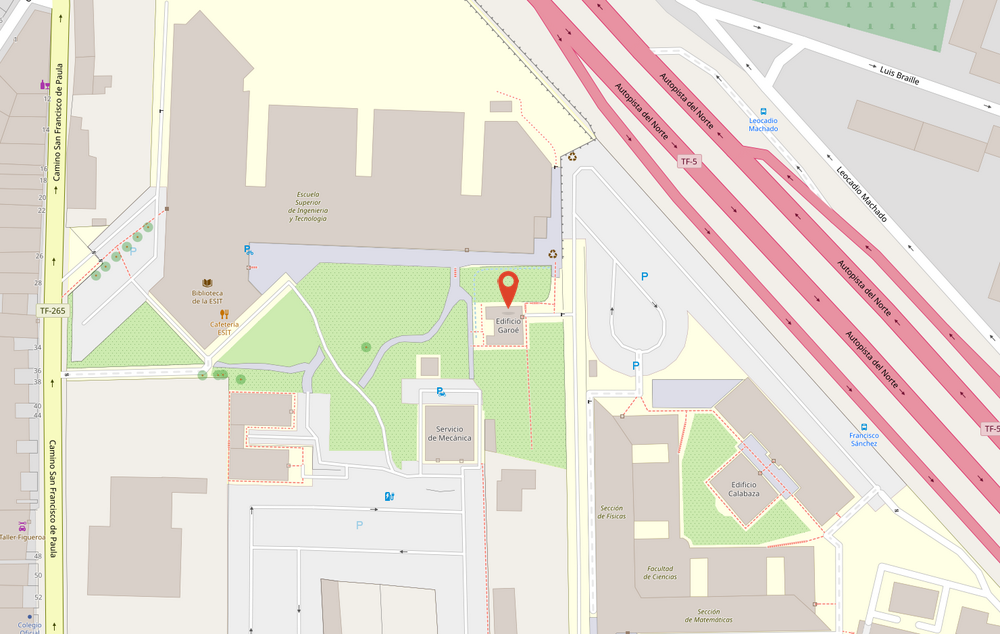 Camino San Francisco de Paula
TF-265
Camino San Francisco de Paula
12
14
16
18
20
22
26
28
34
36
38
40
44
48
50
52
Taller-Figueroa
Colegio
Oficial
Escuela
Superior
de Ingeniería
y Tecnología
Biblioteca
de la ESIT
Cafetería
ESIT
P
Edificio
Garoé
Servicio
de Mecánica
P
P
P
Autopista del Norte
Autopista del Norte
TF-5
Autopista del Norte
Autopista del Norte
TF-5
Luis Braille
Leocadio
Machado
Leocadio Machado
Francisco
Sánchez
Edificio
Calabaza
Sección
de Físicas
Facultad
de Ciencias
Sección
de Matemáticas